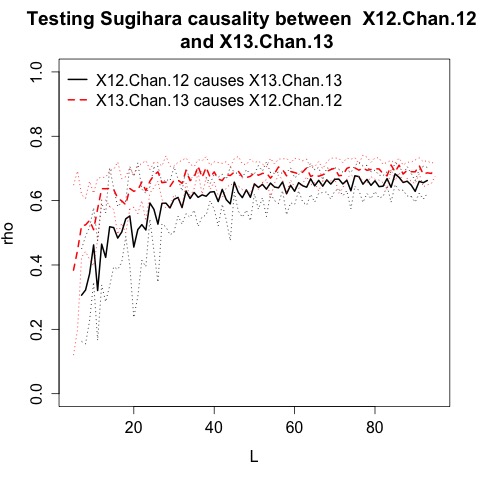 Testing Sugihara causality between X12.Chan.12
and X13.Chan.13
X12.Chan.12 causes X13.Chan.13
X13.Chan.13 causes X12.Chan.12
rho
1.0
0.8
0.6
0.4
0.2
0.0
20 40 60 80
L